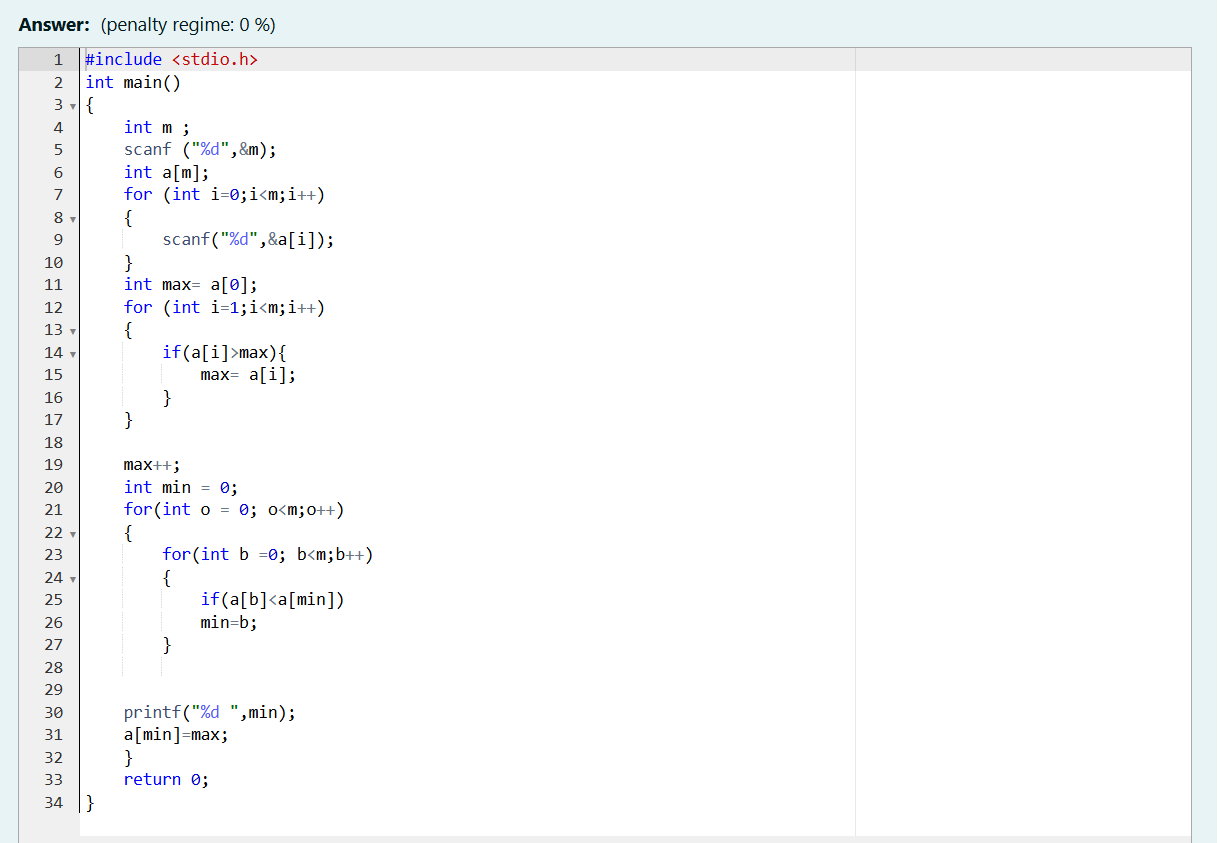 Answer: (penalty regime: 0 %)
1 #include <stdio.h>
2 int main()
3 {
4     int m ;
5     scanf ("%d",&m);
6     int a[m];
7     for (int i=0;i<m;i++)
8     {
9         scanf("%d",&a[i]);
10     }
11     int max= a[0];
12     for (int i=1;i<m;i++)
13     {
14         if(a[i]>max){
15             max= a[i];
16         }
17     }
18
19     max++;
20     int min = 0;
21     for(int o = 0; o<m;o++)
22     {
23         for(int b =0; b<m;b++)
24         {
25             if(a[b]<a[min])
26             min=b;
27         }
28
29
30     printf("%d ",min);
31     a[min]=max;
32     }
33     return 0;
34 }